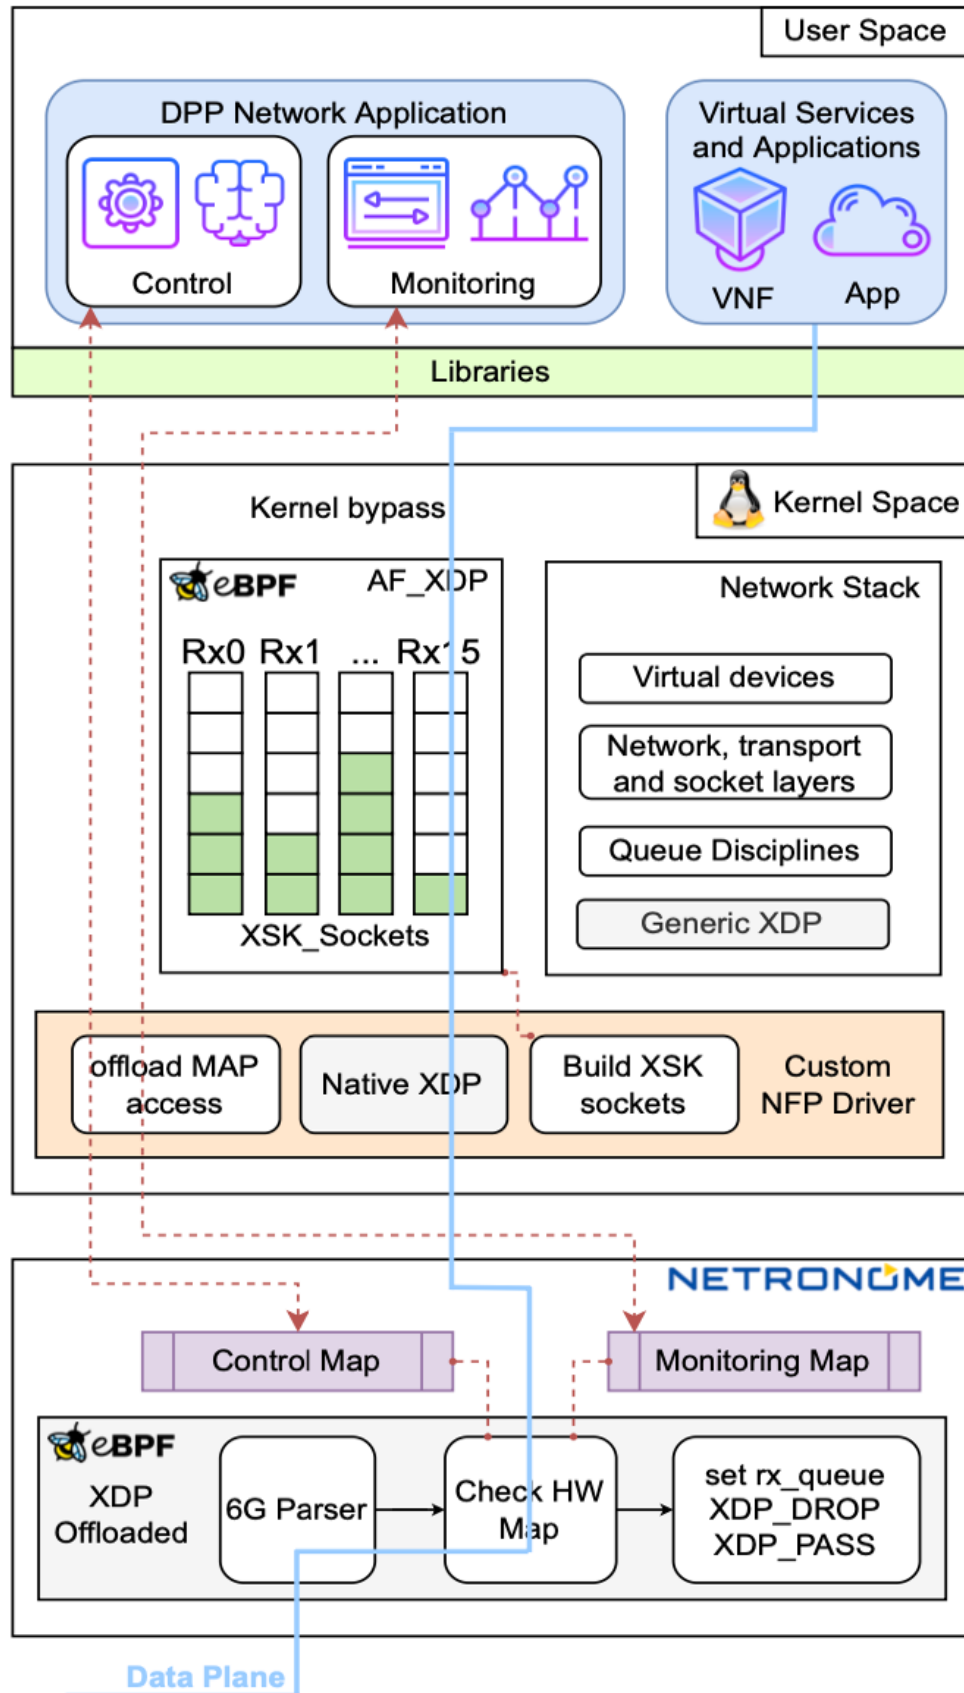 User Space
DPP Network Application
Control
Monitoring
Virtual Services
and Applications
VNF
App
Libraries
Kernel Space
Kernel bypass
eBPF
AF_XDP
Rx0 Rx1 ... Rx15
XSK_Sockets
Network Stack
Virtual devices
Network, transport
and socket layers
Queue Disciplines
Generic XDP
offload MAP
access
Native XDP
Build XSK
sockets
Custom
NFP Driver
NETRONOME
Control Map
Monitoring Map
eBPF
XDP
Offloaded
6G Parser
Check HW
Map
set rx_queue
XDP_DROP
XDP_PASS
Data Plane